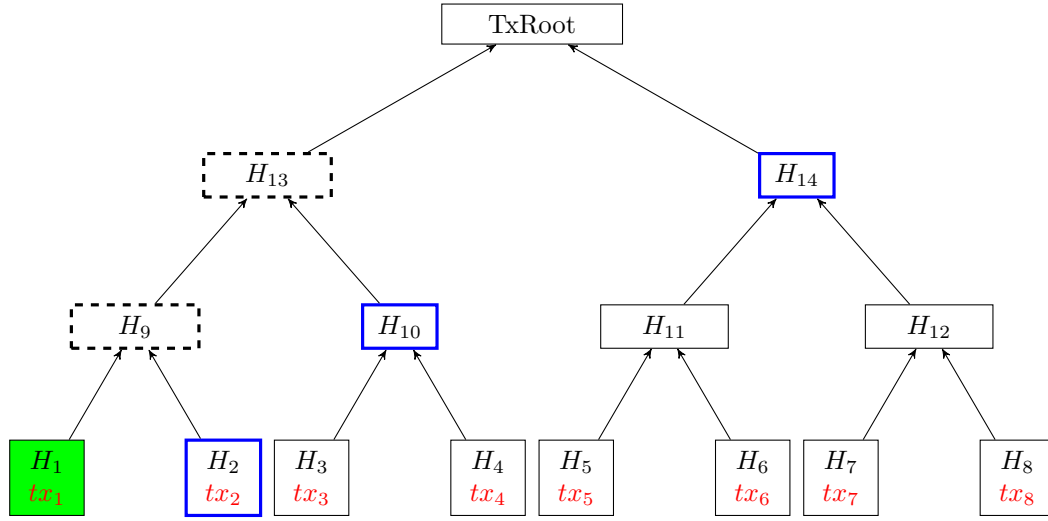 TxRoot
H₁₃ H₁₄
H₉ H₁₀ H₁₁ H₁₂
H₁ H₂ H₃ H₄ H₅ H₆ H₇ H₈
tx₁ tx₂ tx₃ tx₄ tx₅ tx₆ tx₇ tx₈